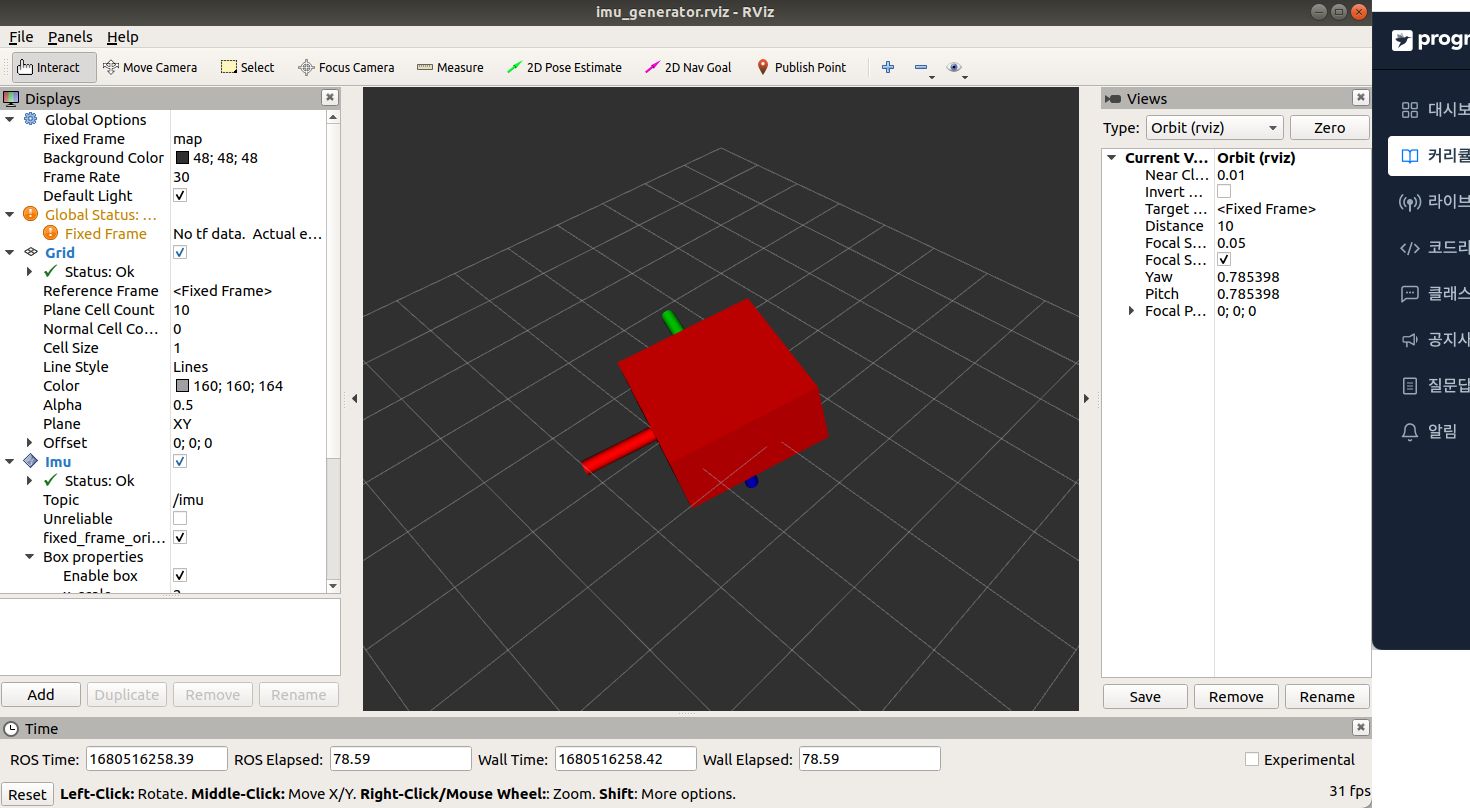 imu_generator.rviz - RViz
File Panels Help
Interact Move Camera Select Focus Camera Measure 2D Pose Estimate 2D Nav Goal Publish Point
Displays
Global Options
Fixed Frame map
Background Color 48; 48; 48
Frame Rate 30
Default Light
Global Status: ...
Fixed Frame No tf data. Actual e...
Grid
Status: Ok
Reference Frame <Fixed Frame>
Plane Cell Count 10
Normal Cell Co... 0
Cell Size 1
Line Style Lines
Color 160; 160; 164
Alpha 0.5
Plane XY
Offset 0; 0; 0
Imu
Status: Ok
Topic /imu
Unreliable
fixed_frame_ori...
Box properties
Enable box
Add Duplicate Remove Rename
Views
Type: Orbit (rviz) Zero
Current V... Orbit (rviz)
Near Cl... 0.01
Invert ...
Target ... <Fixed Frame>
Distance 10
Focal S... 0.05
Focal S...
Yaw 0.785398
Pitch 0.785398
Focal P... 0; 0; 0
Save Remove Rename
Time
ROS Time: 1680516258.39 ROS Elapsed: 78.59 Wall Time: 1680516258.42 Wall Elapsed: 78.59 Experimental
Reset Left-Click: Rotate. Middle-Click: Move X/Y. Right-Click/Mouse Wheel:: Zoom. Shift: More options. 31 fps
progr
대시보
커리큘
라이브
코드리
클래스
공지사
질문답
알림